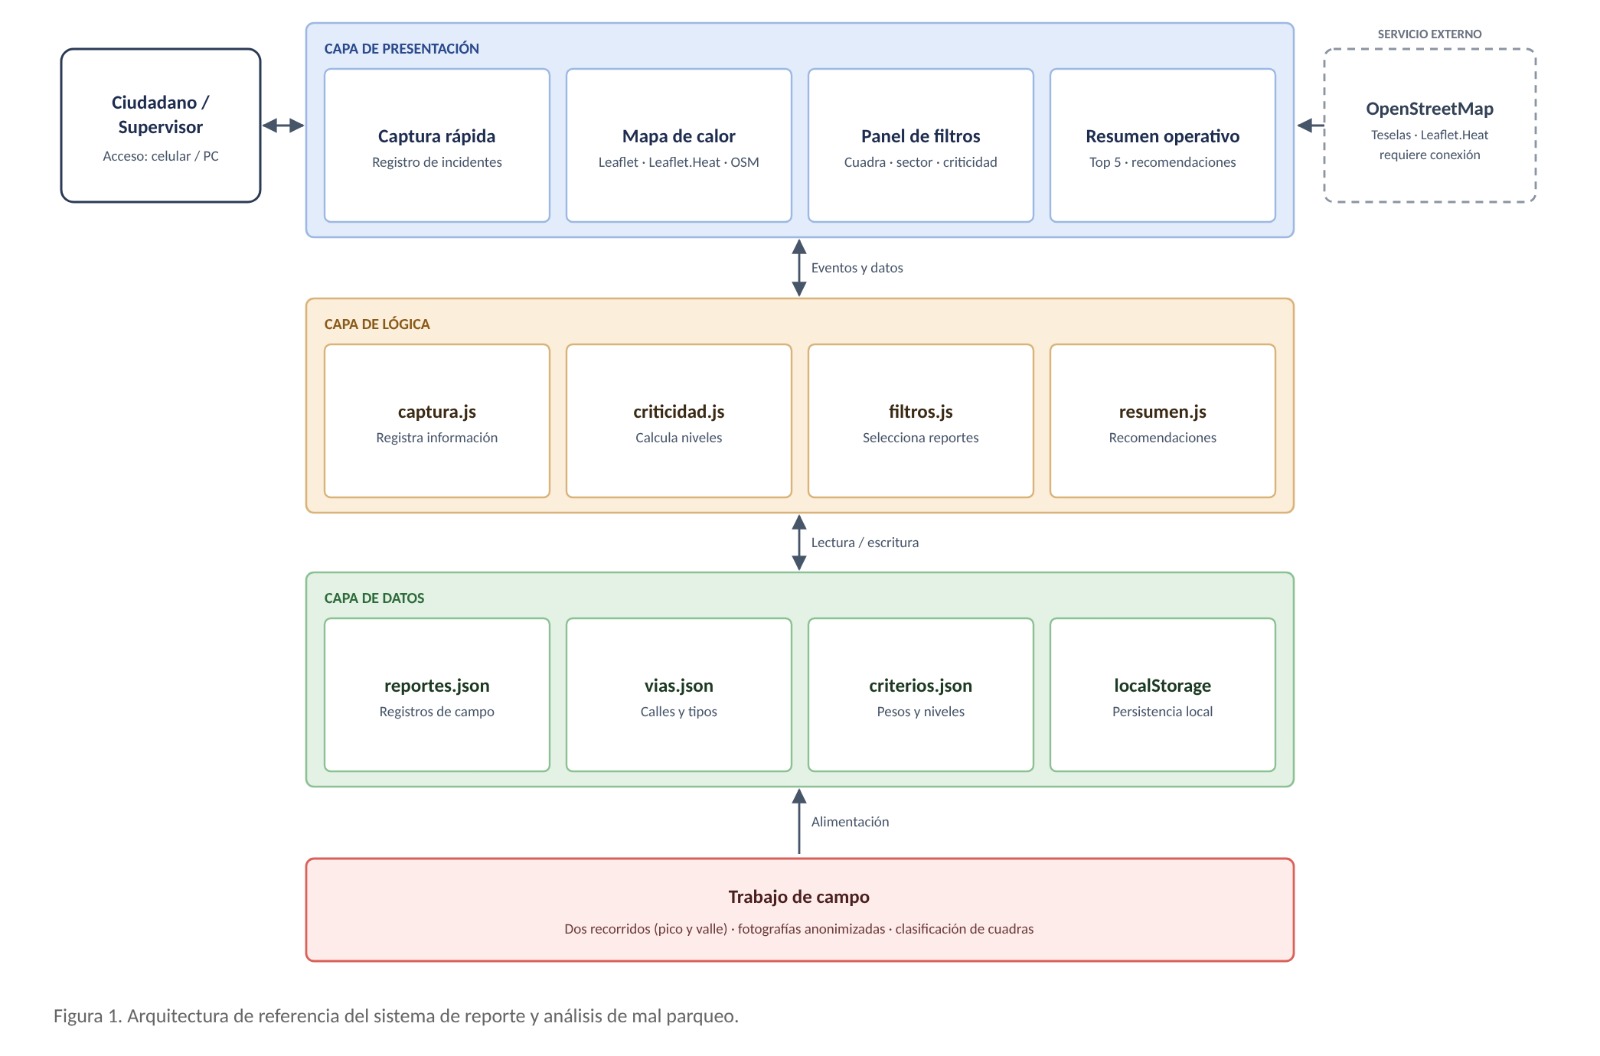 SERVICIO EXTERNO
CAPA DE PRESENTACIÓN
Ciudadano /
Supervisor
Acceso: celular / PC
Captura rápida
Registro de incidentes
Mapa de calor
Leaflet · Leaflet.Heat · OSM
Panel de filtros
Cuadra · sector · criticidad
Resumen operativo
Top 5 · recomendaciones
OpenStreetMap
Teselas · Leaflet.Heat
requiere conexión
Eventos y datos
CAPA DE LÓGICA
captura.js
Registra información
criticidad.js
Calcula niveles
filtros.js
Selecciona reportes
resumen.js
Recomendaciones
Lectura / escritura
CAPA DE DATOS
reportes.json
Registros de campo
vias.json
Calles y tipos
criterios.json
Pesos y niveles
localStorage
Persistencia local
Alimentación
Trabajo de campo
Dos recorridos (pico y valle) · fotografías anonimizadas · clasificación de cuadras
Figura 1. Arquitectura de referencia del sistema de reporte y análisis de mal parqueo.